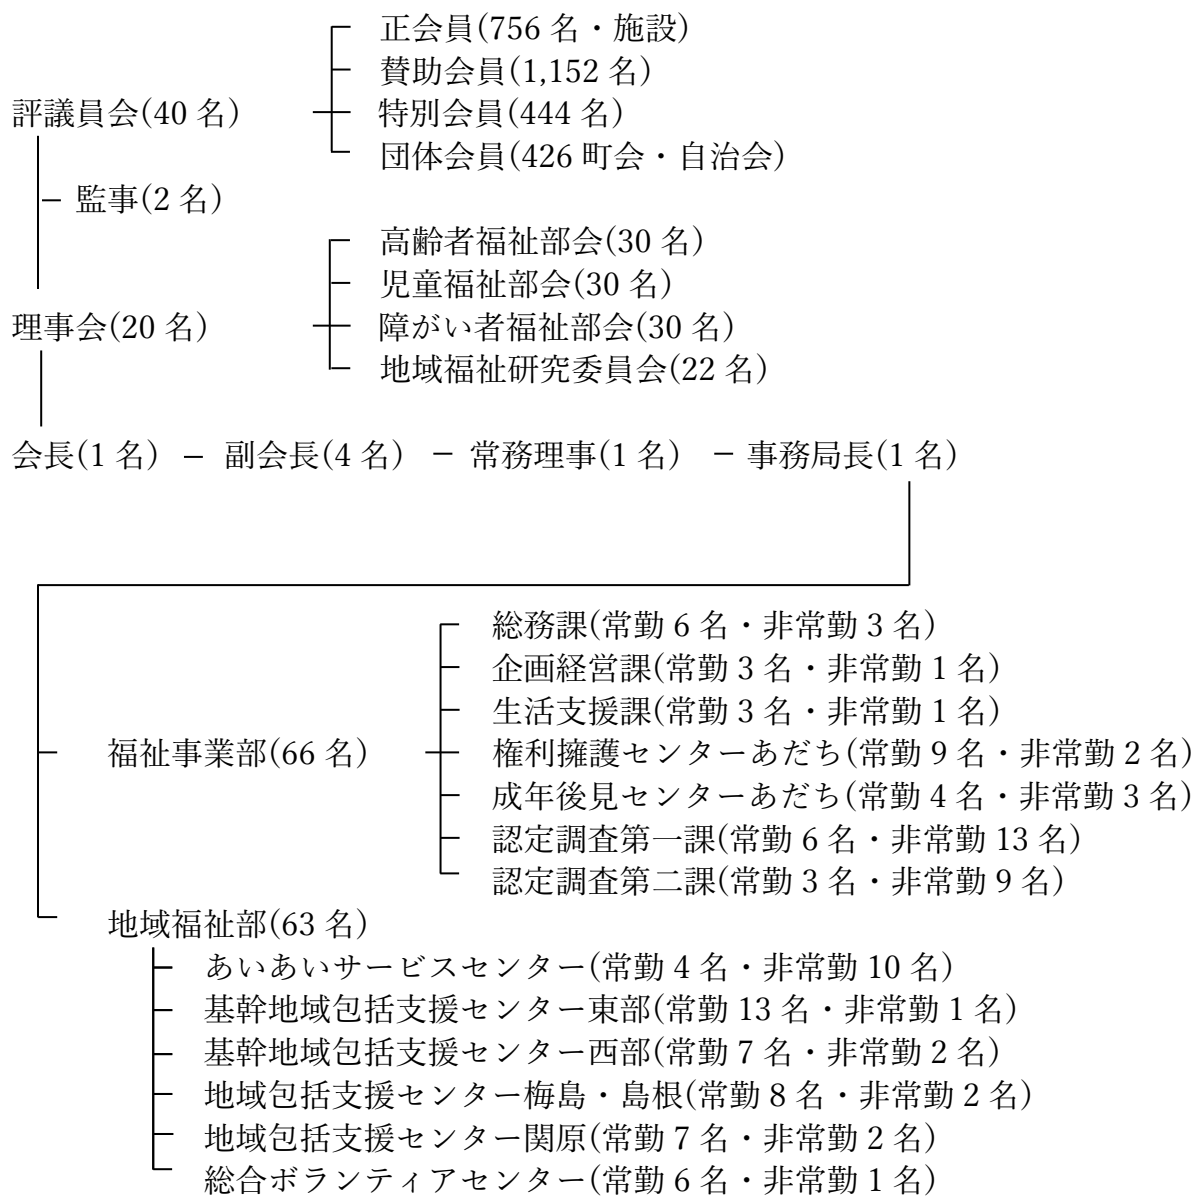 正会員(756 名・施設)
賛助会員(1,152 名)
評議員会(40 名) 特別会員(444 名)
団体会員(426 町会・自治会)
監事(2 名)
高齢者福祉部会(30 名)
児童福祉部会(30 名)
理事会(20 名) 障がい者福祉部会(30 名)
地域福祉研究委員会(22 名)
会長(1 名) － 副会長(4 名) － 常務理事(1 名) －事務局長(1 名)
総務課(常勤 6 名・非常勤 3 名)
企画経営課(常勤 3 名・非常勤 1 名)
生活支援課(常勤 3 名・非常勤 1 名)
福祉事業部(66 名) 権利擁護センターあだち(常勤 9 名・非常勤 2 名)
成年後見センターあだち(常勤 4 名・非常勤 3 名)
認定調査第一課(常勤 6 名・非常勤 13 名)
認定調査第二課(常勤 3 名・非常勤 9 名)
地域福祉部(63 名)
あいあいサービスセンター(常勤 4 名・非常勤 10 名)
基幹地域包括支援センター東部(常勤 13 名・非常勤 1 名)
基幹地域包括支援センター西部(常勤 7 名・非常勤 2 名)
地域包括支援センター梅島・島根(常勤 8 名・非常勤 2 名)
地域包括支援センター関原(常勤 7 名・非常勤 2 名)
総合ボランティアセンター(常勤 6 名・非常勤 1 名)